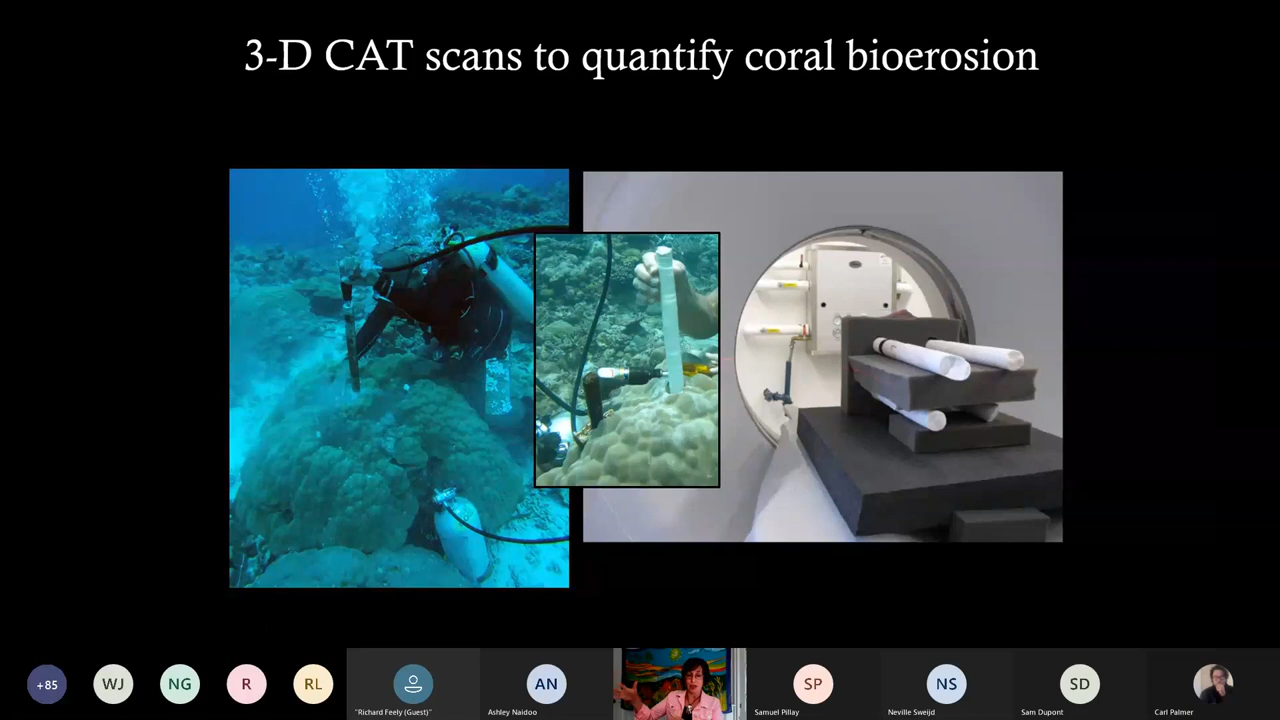 3-D CAT scans to quantify coral bioerosion
+85
WJ
NG
R
RL
"Richard Feely (Guest)"
AN
Ashley Naidoo
SP
Samuel Pillay
NS
Neville Sweijd
SD
Sam Dupont
Carl Palmer